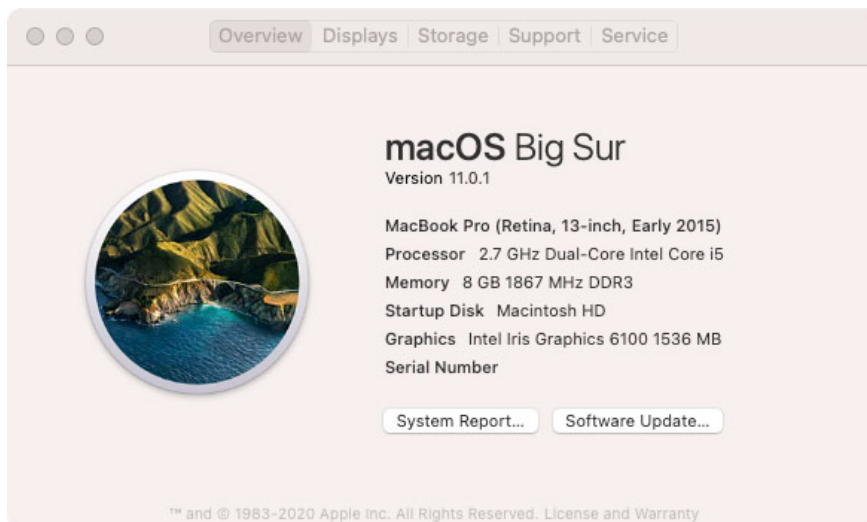 Overview Displays Storage Support Service
macOS Big Sur
Version 11.0.1
MacBook Pro (Retina, 13-inch, Early 2015)
Processor 2.7 GHz Dual-Core Intel Core i5
Memory 8 GB 1867 MHz DDR3
Startup Disk Macintosh HD
Graphics Intel Iris Graphics 6100 1536 MB
Serial Number
System Report... Software Update...
™ and © 1983-2020 Apple Inc. All Rights Reserved. License and Warranty